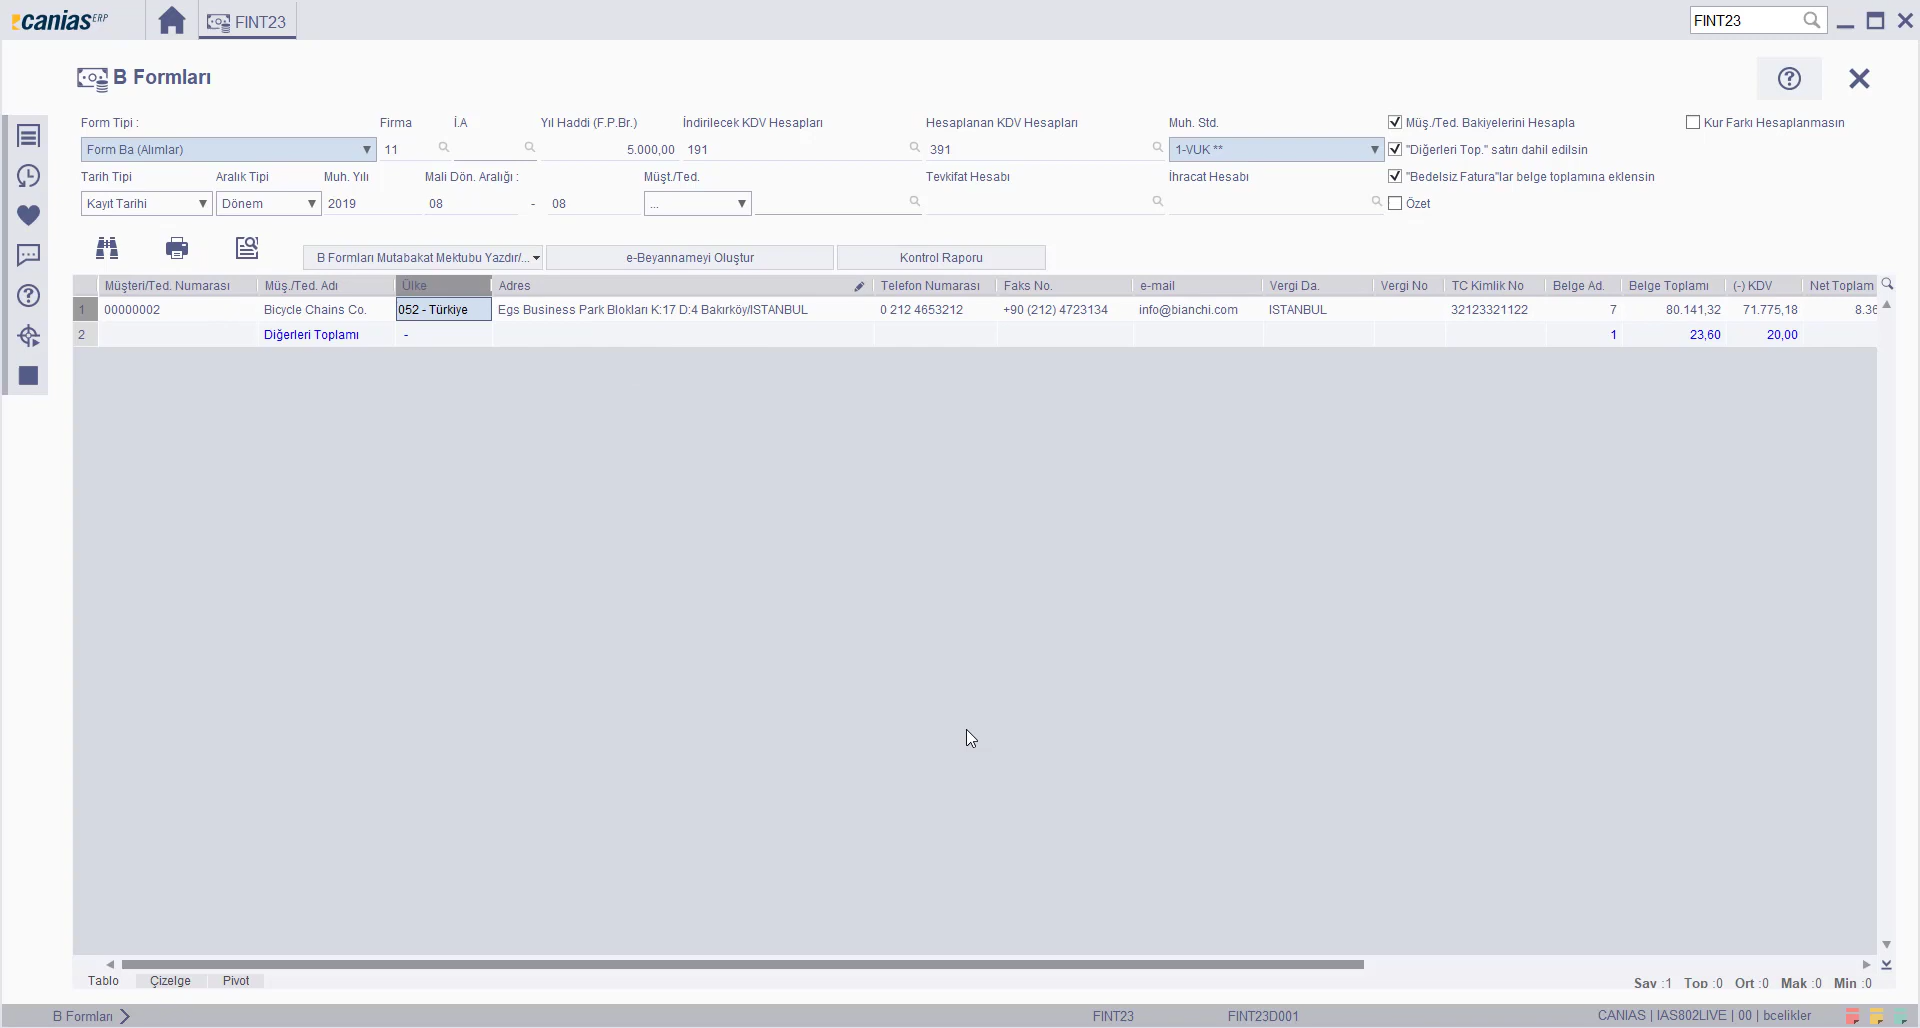 caniasERP
FINT23
FINT23
B Formları
Form Tipi :
Firma
İ.A
Yıl Haddi (F.P.Br.)
İndirilecek KDV Hesapları
Hesaplanan KDV Hesapları
Muh. Std.
Müş./Ted. Bakiyelerini Hesapla
Kur Farkı Hesaplanmasın
Form Ba (Alımlar)
11
5.000,00
191
391
1-VUK **
"Diğerleri Top." satırı dahil edilsin
Tarih Tipi
Aralık Tipi
Muh. Yılı
Mali Dön. Aralığı :
Müşt./Ted.
Tevkifat Hesabı
İhracat Hesabı
"Bedelsiz Fatura"lar belge toplamına eklensin
Kayıt Tarihi
Dönem
2019
08
-
08
...
Özet
B Formları Mutabakat Mektubu Yazdır/...
e-Beyannameyi Oluştur
Kontrol Raporu
Müşteri/Ted. Numarası
Müş./Ted. Adı
Ülke
Adres
Telefon Numarası
Faks No.
e-mail
Vergi Da.
Vergi No
TC Kimlik No
Belge Ad.
Belge Toplamı
(-) KDV
Net Toplam
1
00000002
Bicycle Chains Co.
052 - Türkiye
Egs Business Park Blokları K:17 D:4 Bakırköy/ISTANBUL
0 212 4653212
+90 (212) 4723134
info@bianchi.com
ISTANBUL
32123321122
7
80.141,32
71.775,18
8.36
2
Diğerleri Toplamı
-
1
23,60
20,00
Tablo
Çizelge
Pivot
Say :1
Top :0
Ort :0
Mak :0
Min :0
B Formları
FINT23
FINT23D001
CANIAS | IAS802LIVE | 00 | bcelikler